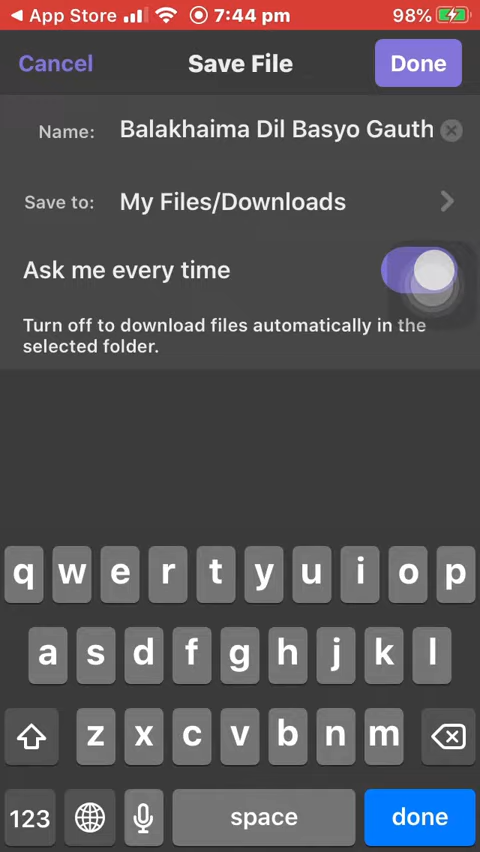 App Store 7:44 pm 98%
Cancel Save File Done
Name: Balakhaima Dil Basyo Gauth
Save to: My Files/Downloads
Ask me every time
Turn off to download files automatically in the
selected folder.
q w e r t y u i o p
a s d f g h j k l
z x c v b n m
123 space done